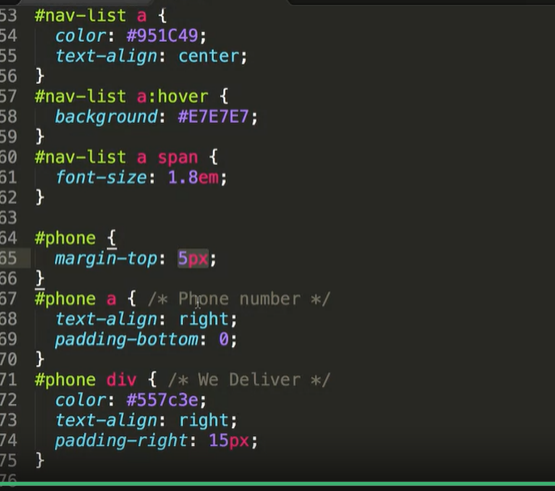 53 #nav-list a {
54 color: #951C49;
55 text-align: center;
56 }
57 #nav-list a:hover {
58 background: #E7E7E7;
59 }
60 #nav-list a span {
61 font-size: 1.8em;
62 }
63
64 #phone {
65 margin-top: 5px;
66 }
67 #phone a { /* Phone number */
68 text-align: right;
69 padding-bottom: 0;
70 }
71 #phone div { /* We Deliver */
72 color: #557c3e;
73 text-align: right;
74 padding-right: 15px;
75 }
76